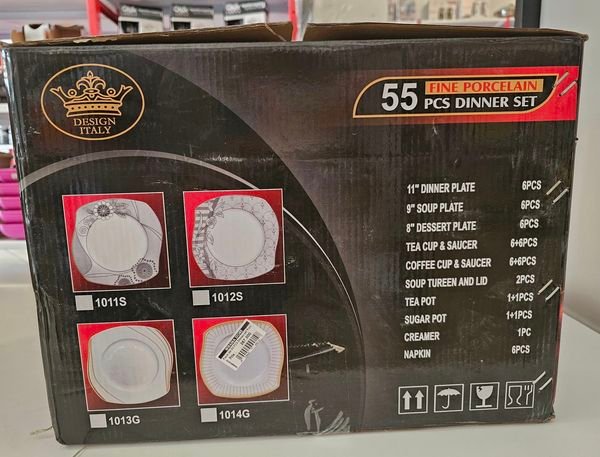 DESIGN
ITALY
55 FINE PORCELAIN
PCS DINNER SET
11" DINNER PLATE 6PCS
9" SOUP PLATE 6PCS
8" DESSERT PLATE 6PCS
TEA CUP & SAUCER 6+6PCS
COFFEE CUP & SAUCER 6+6PCS
SOUP TUREEN AND LID 2PCS
TEA POT 1+1PCS
SUGAR POT 1+1PCS
CREAMER 1PC
NAPKIN 6PCS
1011S
1012S
1013G
1014G